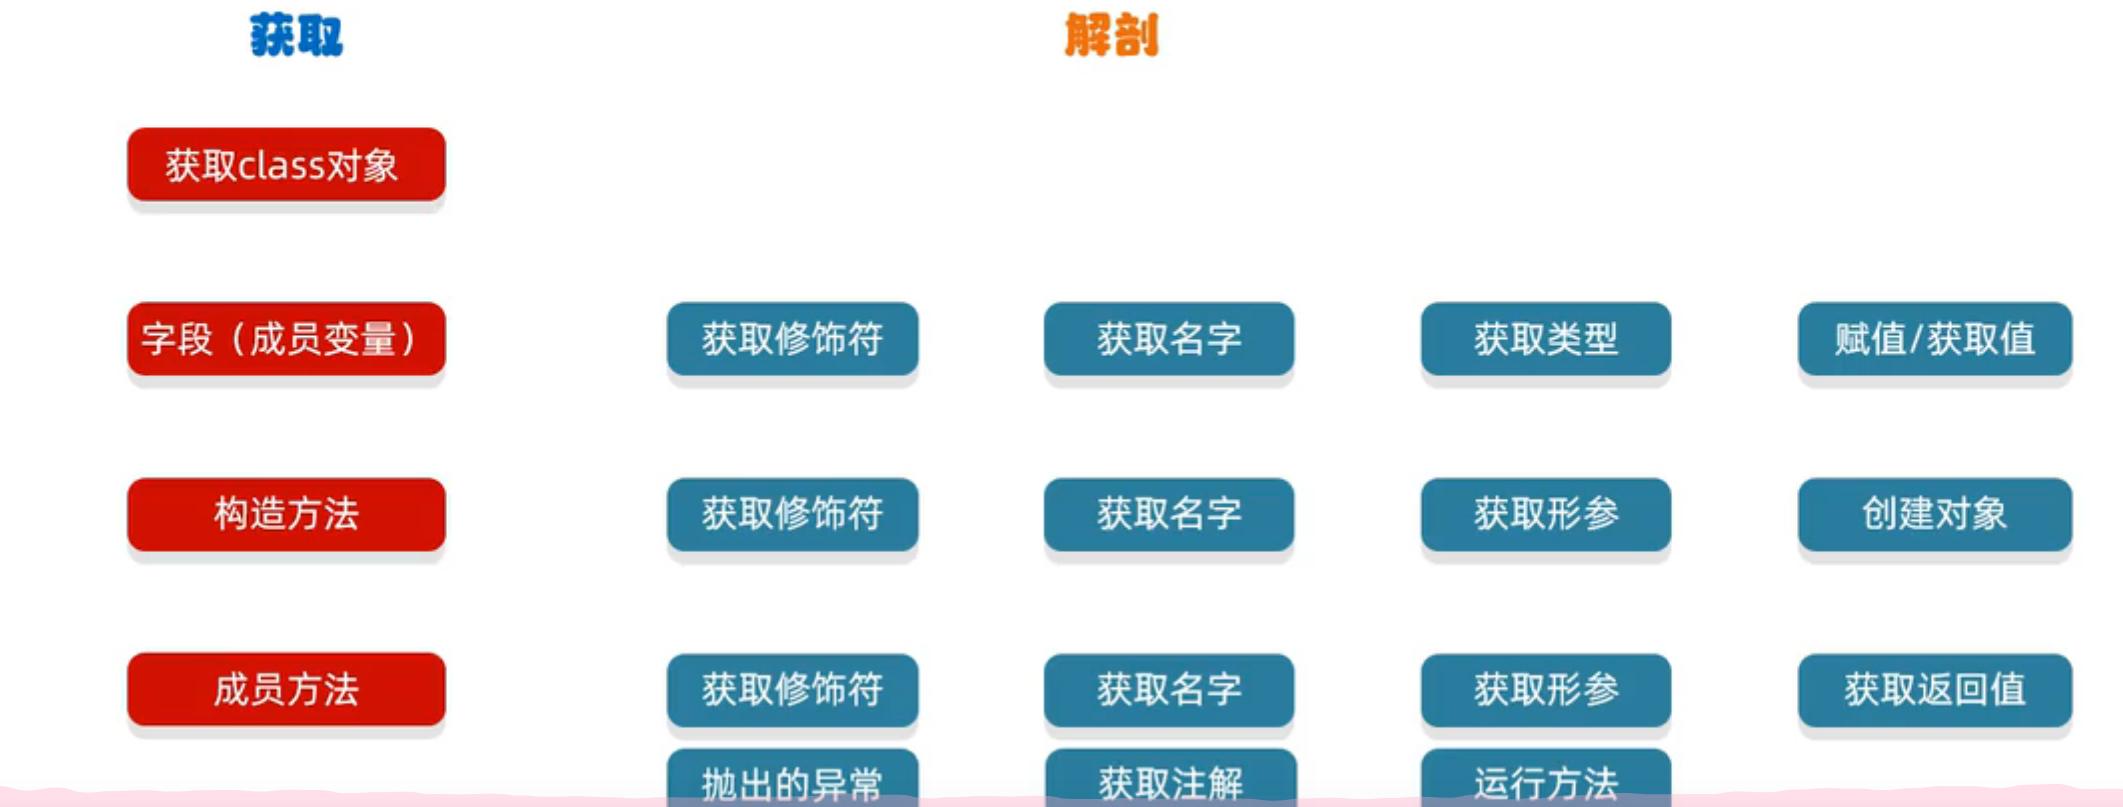 获取 解剖
获取class对象
字段（成员变量） 获取修饰符 获取名字 获取类型 赋值/获取值
构造方法 获取修饰符 获取名字 获取形参 创建对象
成员方法 获取修饰符 获取名字 获取形参 获取返回值
抛出的异常 获取注解 运行方法